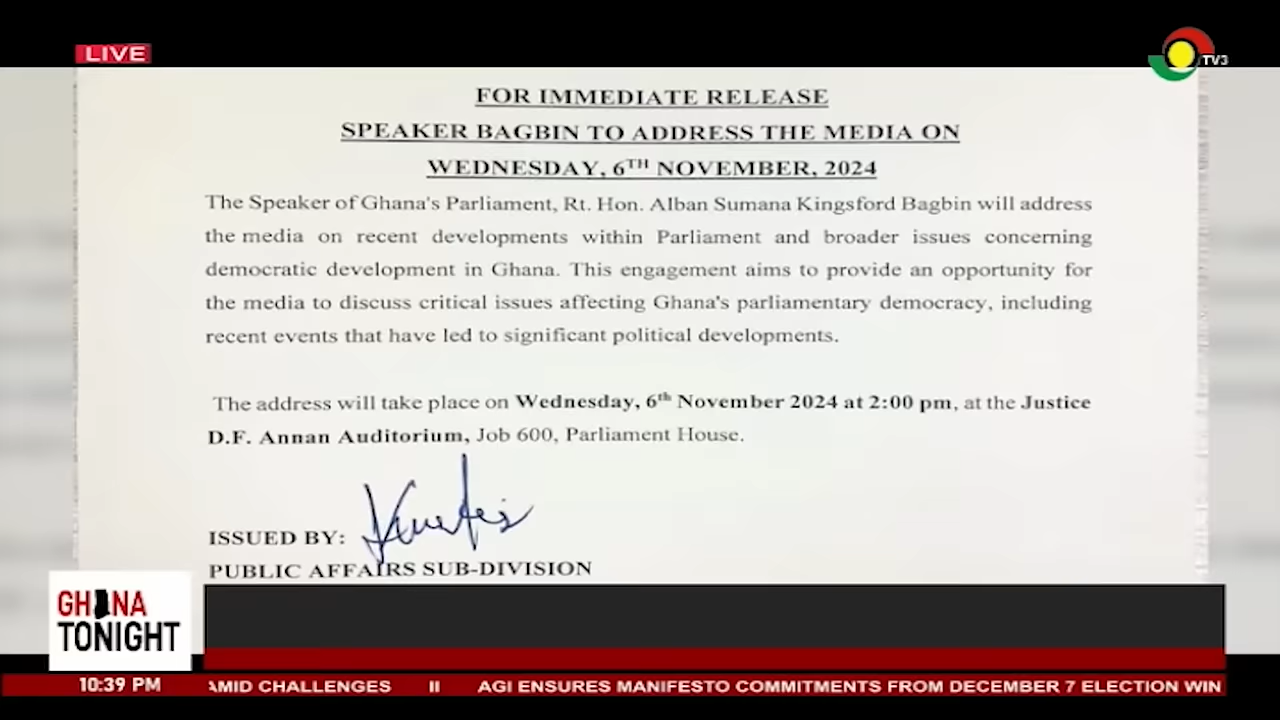 LIVE
TV3
FOR IMMEDIATE RELEASE
SPEAKER BAGBIN TO ADDRESS THE MEDIA ON
WEDNESDAY, 6TH NOVEMBER, 2024
The Speaker of Ghana's Parliament, Rt. Hon. Alban Sumana Kingsford Bagbin will address
the media on recent developments within Parliament and broader issues concerning
democratic development in Ghana. This engagement aims to provide an opportunity for
the media to discuss critical issues affecting Ghana's parliamentary democracy, including
recent events that have led to significant political developments.
The address will take place on Wednesday, 6th November 2024 at 2:00 pm, at the Justice
D.F. Annan Auditorium, Job 600, Parliament House.
ISSUED BY:
PUBLIC AFFAIRS SUB-DIVISION
GHANA
TONIGHT
10:39 PM AMID CHALLENGES II AGI ENSURES MANIFESTO COMMITMENTS FROM DECEMBER 7 ELECTION WIN